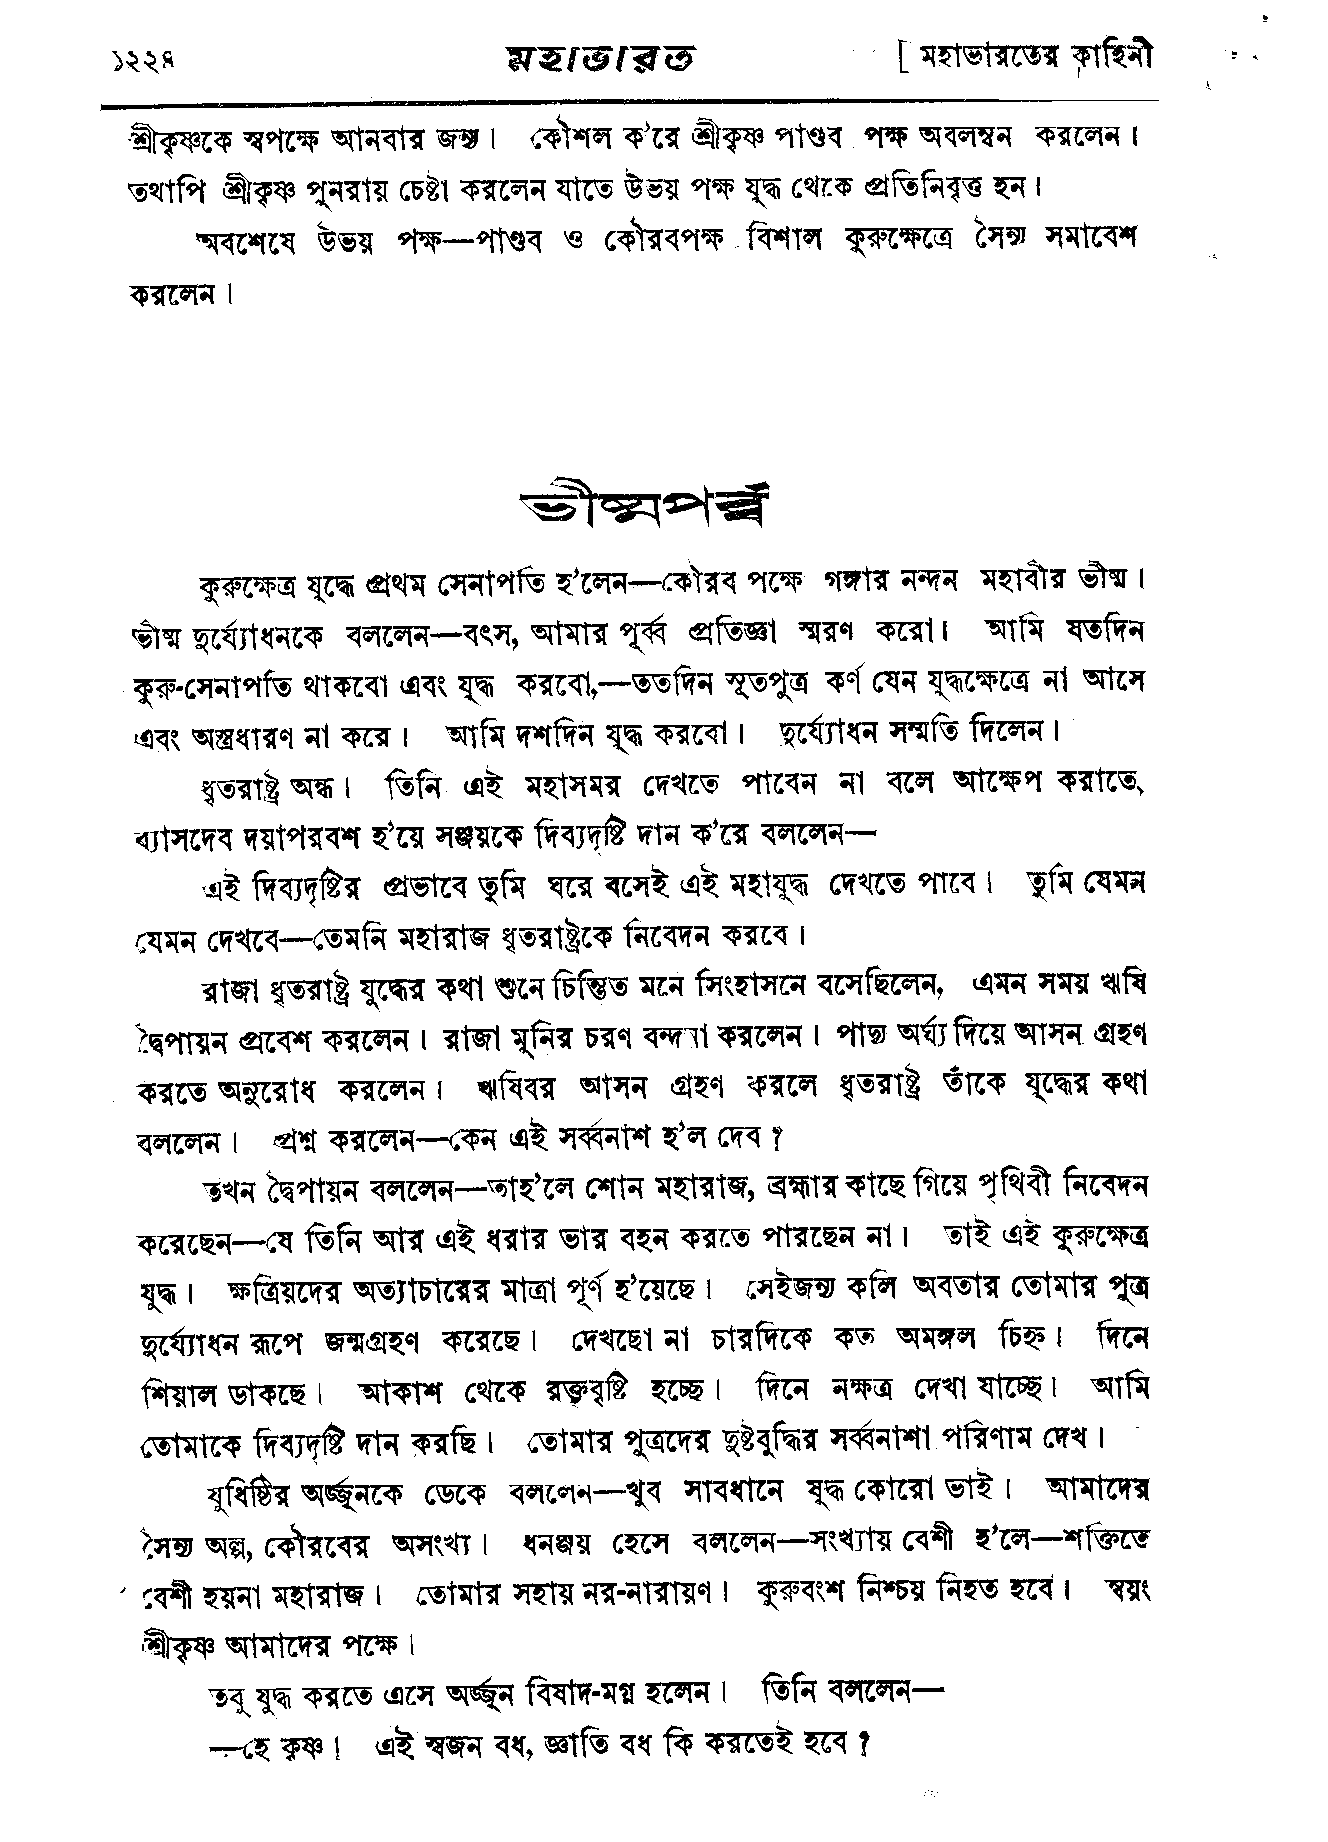 ১২২৪ মহাভারত [ মহাভারতের কাহিনী
শ্রীকৃষ্ণকে স্বপক্ষে আনবার জন্য। কৌশল ক'রে শ্রীকৃষ্ণ পাণ্ডব পক্ষ অবলম্বন করলেন।
তথাপি শ্রীকৃষ্ণ পুনরায় চেষ্টা করলেন যাতে উভয় পক্ষ যুদ্ধ থেকে প্রতিনিবৃত্ত হন।
অবশেষে উভয় পক্ষ—পাণ্ডব ও কৌরবপক্ষ বিশাল কুরুক্ষেত্রে সৈন্য সমাবেশ
করলেন।
ভীষ্মপর্ব্ব
কুরুক্ষেত্র যুদ্ধে প্রথম সেনাপতি হ'লেন—কৌরব পক্ষে গঙ্গার নন্দন মহাবীর ভীষ্ম।
ভীষ্ম দুর্য্যোধনকে বললেন—বৎস, আমার পূর্ব্ব প্রতিজ্ঞা স্মরণ করো। আমি যতদিন
কুরু-সেনাপতি থাকবো এবং যুদ্ধ করবো,—ততদিন সূতপুত্র কর্ণ যেন যুদ্ধক্ষেত্রে না আসে
এবং অস্ত্রধারণ না করে। আমি দশদিন যুদ্ধ করবো। দুর্য্যোধন সম্মতি দিলেন।
ধৃতরাষ্ট্র অন্ধ। তিনি এই মহাসমর দেখতে পাবেন না বলে আক্ষেপ করাতে,
ব্যাসদেব দয়াপরবশ হ'য়ে সঞ্জয়কে দিব্যদৃষ্টি দান ক'রে বললেন—
এই দিব্যদৃষ্টির প্রভাবে তুমি ঘরে বসেই এই মহাযুদ্ধ দেখতে পাবে। তুমি যেমন
যেমন দেখবে—তেমনি মহারাজ ধৃতরাষ্ট্রকে নিবেদন করবে।
রাজা ধৃতরাষ্ট্র যুদ্ধের কথা শুনে চিন্তিত মনে সিংহাসনে বসেছিলেন, এমন সময় ঋষি
দ্বৈপায়ন প্রবেশ করলেন। রাজা মুনির চরণ বন্দনা করলেন। পাদ্য অর্ঘ্য দিয়ে আসন গ্রহণ
করতে অনুরোধ করলেন। ঋষিবর আসন গ্রহণ করলে ধৃতরাষ্ট্র তাঁকে যুদ্ধের কথা
বললেন। প্রশ্ন করলেন—কেন এই সর্ব্বনাশ হ'ল দেব?
তখন দ্বৈপায়ন বললেন—তাহ'লে শোন মহারাজ, ব্রহ্মার কাছে গিয়ে পৃথিবী নিবেদন
করেছেন—যে তিনি আর এই ধরার ভার বহন করতে পারছেন না। তাই এই কুরুক্ষেত্র
যুদ্ধ। ক্ষত্রিয়দের অত্যাচারের মাত্রা পূর্ণ হ'য়েছে। সেইজন্য কলি অবতার তোমার পুত্র
দুর্য্যোধন রূপে জন্মগ্রহণ করেছে। দেখছো না চারদিকে কত অমঙ্গল চিহ্ন। দিনে
শিয়াল ডাকছে। আকাশ থেকে রক্তবৃষ্টি হচ্ছে। দিনে নক্ষত্র দেখা যাচ্ছে। আমি
তোমাকে দিব্যদৃষ্টি দান করছি। তোমার পুত্রদের দুষ্টবুদ্ধির সর্ব্বনাশা পরিণাম দেখ।
যুধিষ্ঠির অর্জ্জুনকে ডেকে বললেন—খুব সাবধানে যুদ্ধ কোরো ভাই। আমাদের
সৈন্য অল্প, কৌরবের অসংখ্য। ধনঞ্জয় হেসে বললেন—সংখ্যায় বেশী হ'লে—শক্তিতে
বেশী হয়না মহারাজ। তোমার সহায় নর-নারায়ণ। কুরুবংশ নিশ্চয় নিহত হবে। স্বয়ং
শ্রীকৃষ্ণ আমাদের পক্ষে।
তবু যুদ্ধ করতে এসে অর্জ্জুন বিষাদ-মগ্ন হলেন। তিনি বললেন—
—হে কৃষ্ণ! এই স্বজন বধ, জ্ঞাতি বধ কি করতেই হবে?